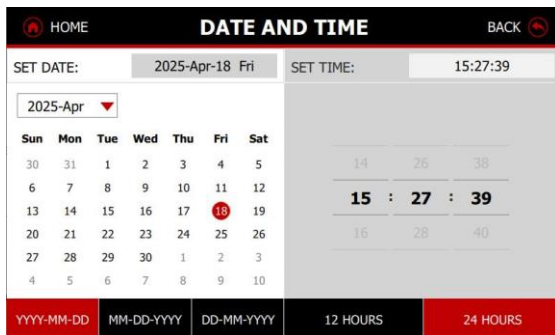 HOME DATE AND TIME BACK
SET DATE: 2025-Apr-18 Fri SET TIME: 15:27:39
2025-Apr
Sun Mon Tue Wed Thu Fri Sat
30 31 1 2 3 4 5
6 7 8 9 10 11 12
13 14 15 16 17 18 19
20 21 22 23 24 25 26
27 28 29 30 1 2 3
4 5 6 7 8 9 10
14 26 38
15 : 27 : 39
16 28 40
YYYY-MM-DD MM-DD-YYYY DD-MM-YYYY 12 HOURS 24 HOURS